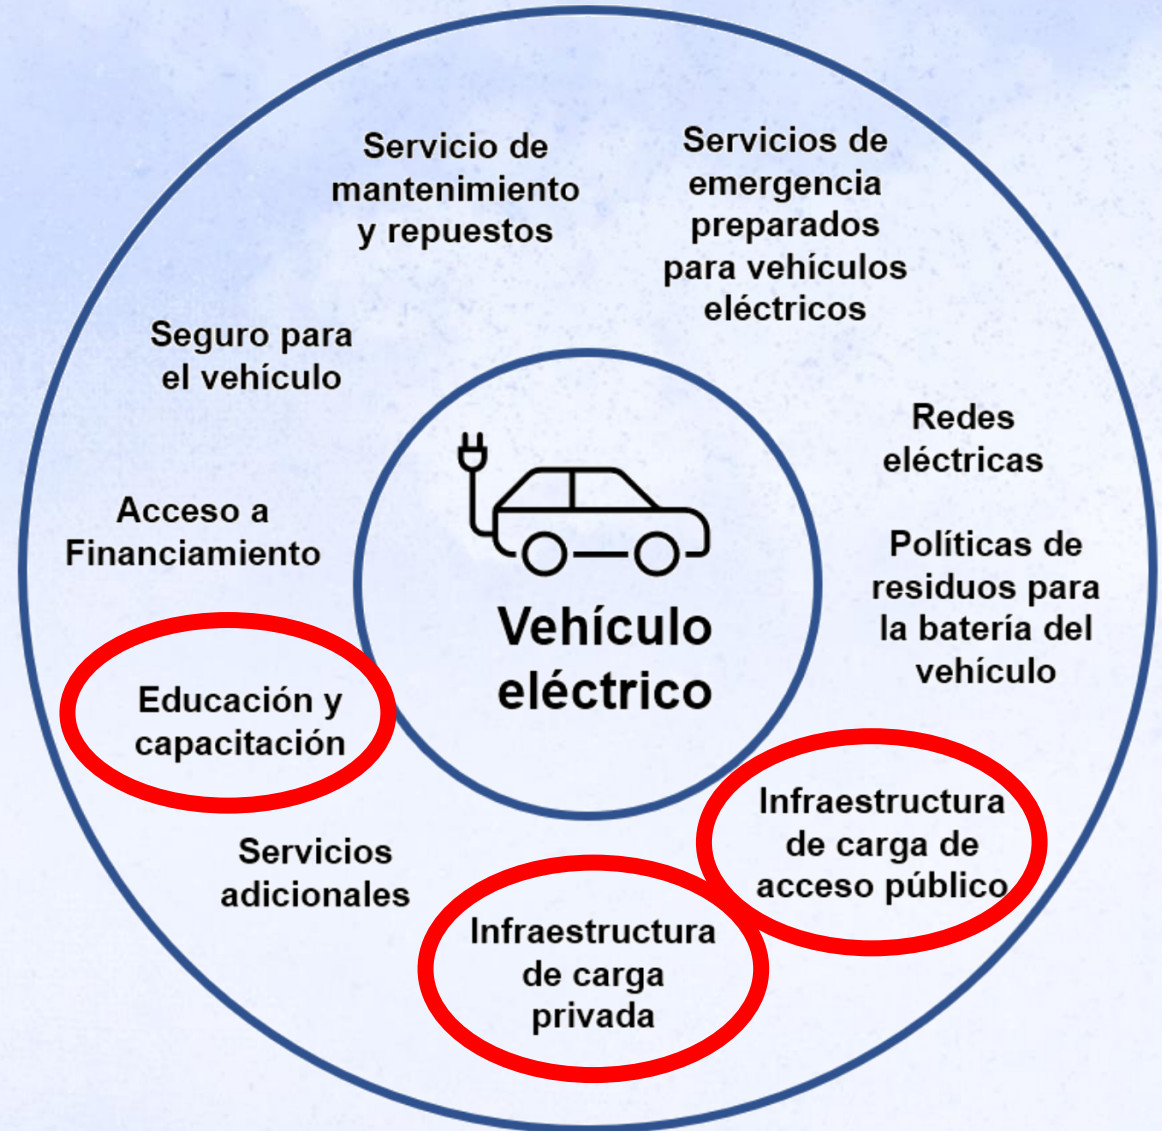 Servicio de
mantenimiento
y repuestos
Servicios de
emergencia
preparados
para vehículos
eléctricos
Seguro para
el vehículo
Redes
eléctricas
Acceso a
Financiamiento
Políticas de
residuos para
la batería del
vehículo
Vehículo
eléctrico
Educación y
capacitación
Infraestructura
de carga de
acceso público
Servicios
adicionales
Infraestructura
de carga
privada